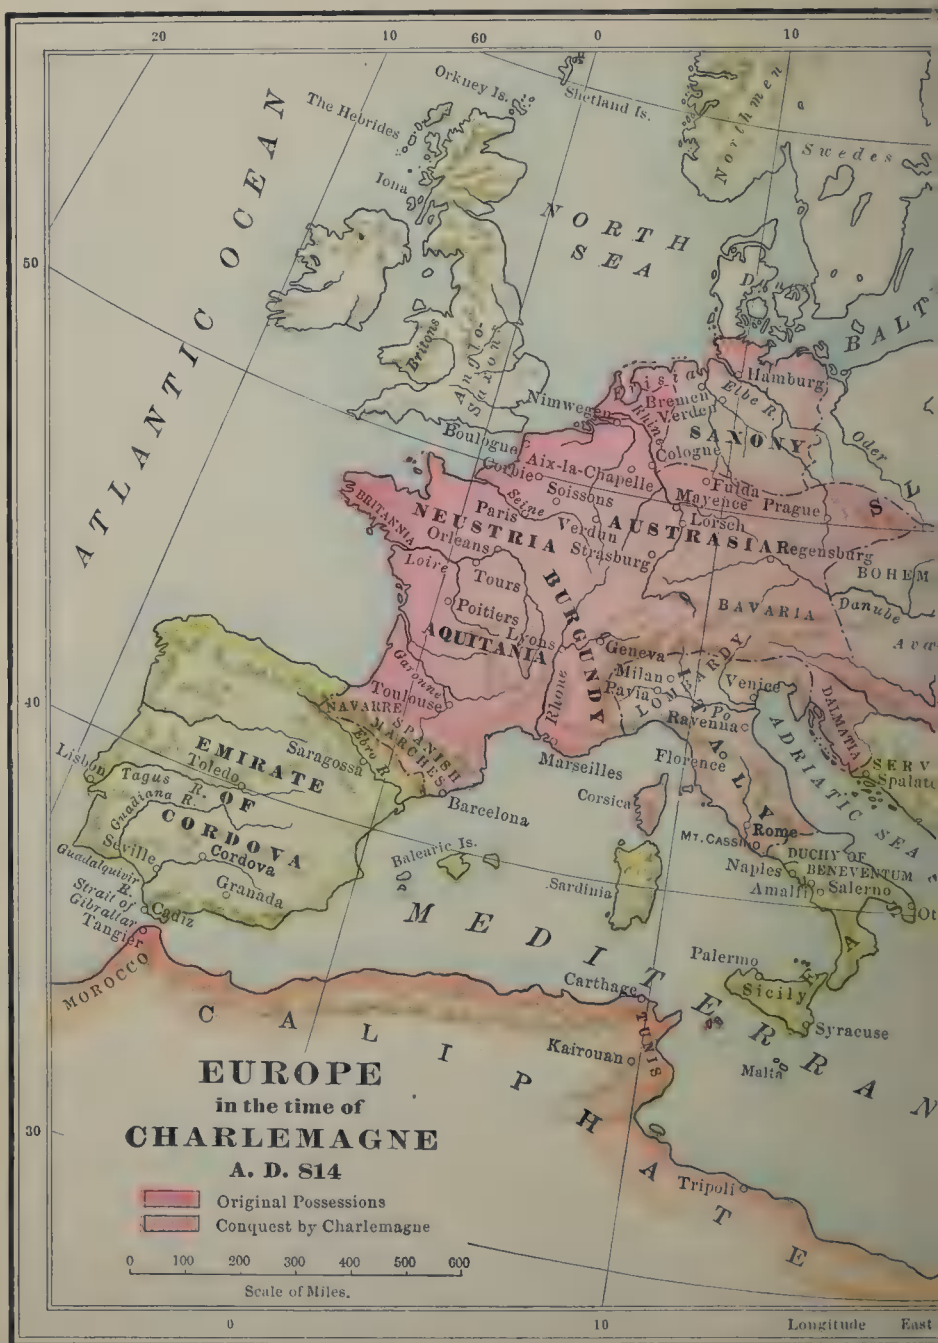 20
10
60
0
10
Orkney Is.
Shetland Is.
The Hebrides
Iona
Northmen
Swedes
ATLANTIC OCEAN
NORTH
SEA
50
Britons
Anglo-
Saxons
BALT
Hamburg
Elbe R.
Bremen
Verden
Nimwegen
Rhine
SAXONY
Oder
Boulogne
Cologne
Corbie
Aix-la-Chapelle
Soissons
Fulda
Mayence
Prague
S
L
BRITANNIA
NEUSTRIA
Paris
Seine
Verdun
AUSTRASIA
Lorsch
Orleans
Strasburg
Regensburg
Loire
Tours
BOHEM
BURGUNDY
BAVARIA
Danube
Poitiers
Lyons
AQUITANIA
Ava
Geneva
Garonne
Milan
LOMBARDY
Venice
Pavia
Po
Rhone
Toulouse
Ravenna
DALMATIA
40
NAVARRE
SPANISH
MARCHES
ADRIATIC SEA
SERV
Spalato
Lisbon
EMIRATE
OF
CORDOVA
Saragossa
Ebro R.
Toledo
Marseilles
Florence
ITALY
Tagus
R.
Guadiana R.
Corsica
Barcelona
Rome
MT. CASSINO
DUCHY OF
BENEVENTUM
Seville
Cordova
Balearic Is.
Naples
Guadalquivir
R.
Granada
Sardinia
Amalfi
Salerno
Ot
Strait of
Gibraltar
Cadiz
Tangier
MEDITERRAN
Palermo
MOROCCO
Carthage
Sicily
CALIPHATE
TUNIS
Syracuse
Kairouan
Malta
EUROPE
in the time of
CHARLEMAGNE
A. D. 814
30
Tripoli
Original Possessions
Conquest by Charlemagne
0 100 200 300 400 500 600
Scale of Miles.
0
10
Longitude East